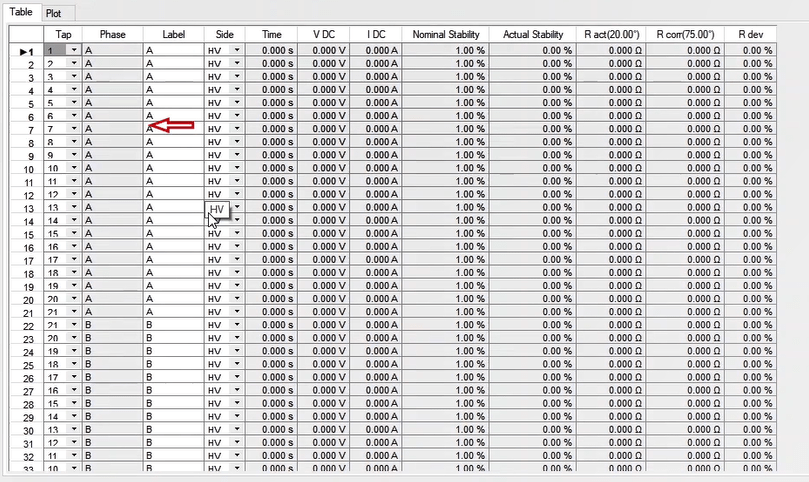 Table Plot
Tap Phase Label Side Time V DC I DC Nominal Stability Actual Stability R act(20.00°) R corr(75.00°) R dev
1 1 A A HV 0.000 s 0.000 V 0.000 A 1.00 % 0.00 % 0.000 Ω 0.000 Ω 0.00 %
2 2 A A HV 0.000 s 0.000 V 0.000 A 1.00 % 0.00 % 0.000 Ω 0.000 Ω 0.00 %
3 3 A A HV 0.000 s 0.000 V 0.000 A 1.00 % 0.00 % 0.000 Ω 0.000 Ω 0.00 %
4 4 A A HV 0.000 s 0.000 V 0.000 A 1.00 % 0.00 % 0.000 Ω 0.000 Ω 0.00 %
5 5 A A HV 0.000 s 0.000 V 0.000 A 1.00 % 0.00 % 0.000 Ω 0.000 Ω 0.00 %
6 6 A A HV 0.000 s 0.000 V 0.000 A 1.00 % 0.00 % 0.000 Ω 0.000 Ω 0.00 %
7 7 A A HV 0.000 s 0.000 V 0.000 A 1.00 % 0.00 % 0.000 Ω 0.000 Ω 0.00 %
8 8 A A HV 0.000 s 0.000 V 0.000 A 1.00 % 0.00 % 0.000 Ω 0.000 Ω 0.00 %
9 9 A A HV 0.000 s 0.000 V 0.000 A 1.00 % 0.00 % 0.000 Ω 0.000 Ω 0.00 %
10 10 A A HV 0.000 s 0.000 V 0.000 A 1.00 % 0.00 % 0.000 Ω 0.000 Ω 0.00 %
11 11 A A HV 0.000 s 0.000 V 0.000 A 1.00 % 0.00 % 0.000 Ω 0.000 Ω 0.00 %
12 12 A A HV 0.000 s 0.000 V 0.000 A 1.00 % 0.00 % 0.000 Ω 0.000 Ω 0.00 %
13 13 A A HV 0.000 s 0.000 V 0.000 A 1.00 % 0.00 % 0.000 Ω 0.000 Ω 0.00 %
14 14 A A HV 0.000 s 0.000 V 0.000 A 1.00 % 0.00 % 0.000 Ω 0.000 Ω 0.00 %
15 15 A A HV 0.000 s 0.000 V 0.000 A 1.00 % 0.00 % 0.000 Ω 0.000 Ω 0.00 %
16 16 A A HV 0.000 s 0.000 V 0.000 A 1.00 % 0.00 % 0.000 Ω 0.000 Ω 0.00 %
17 17 A A HV 0.000 s 0.000 V 0.000 A 1.00 % 0.00 % 0.000 Ω 0.000 Ω 0.00 %
18 18 A A HV 0.000 s 0.000 V 0.000 A 1.00 % 0.00 % 0.000 Ω 0.000 Ω 0.00 %
19 19 A A HV 0.000 s 0.000 V 0.000 A 1.00 % 0.00 % 0.000 Ω 0.000 Ω 0.00 %
20 20 A A HV 0.000 s 0.000 V 0.000 A 1.00 % 0.00 % 0.000 Ω 0.000 Ω 0.00 %
21 21 A A HV 0.000 s 0.000 V 0.000 A 1.00 % 0.00 % 0.000 Ω 0.000 Ω 0.00 %
22 21 B B HV 0.000 s 0.000 V 0.000 A 1.00 % 0.00 % 0.000 Ω 0.000 Ω 0.00 %
23 20 B B HV 0.000 s 0.000 V 0.000 A 1.00 % 0.00 % 0.000 Ω 0.000 Ω 0.00 %
24 19 B B HV 0.000 s 0.000 V 0.000 A 1.00 % 0.00 % 0.000 Ω 0.000 Ω 0.00 %
25 18 B B HV 0.000 s 0.000 V 0.000 A 1.00 % 0.00 % 0.000 Ω 0.000 Ω 0.00 %
26 17 B B HV 0.000 s 0.000 V 0.000 A 1.00 % 0.00 % 0.000 Ω 0.000 Ω 0.00 %
27 16 B B HV 0.000 s 0.000 V 0.000 A 1.00 % 0.00 % 0.000 Ω 0.000 Ω 0.00 %
28 15 B B HV 0.000 s 0.000 V 0.000 A 1.00 % 0.00 % 0.000 Ω 0.000 Ω 0.00 %
29 14 B B HV 0.000 s 0.000 V 0.000 A 1.00 % 0.00 % 0.000 Ω 0.000 Ω 0.00 %
30 13 B B HV 0.000 s 0.000 V 0.000 A 1.00 % 0.00 % 0.000 Ω 0.000 Ω 0.00 %
31 12 B B HV 0.000 s 0.000 V 0.000 A 1.00 % 0.00 % 0.000 Ω 0.000 Ω 0.00 %
32 11 B B HV 0.000 s 0.000 V 0.000 A 1.00 % 0.00 % 0.000 Ω 0.000 Ω 0.00 %
33 10 B B HV 0.000 s 0.000 V 0.000 A 1.00 % 0.00 % 0.000 Ω 0.000 Ω 0.00 %